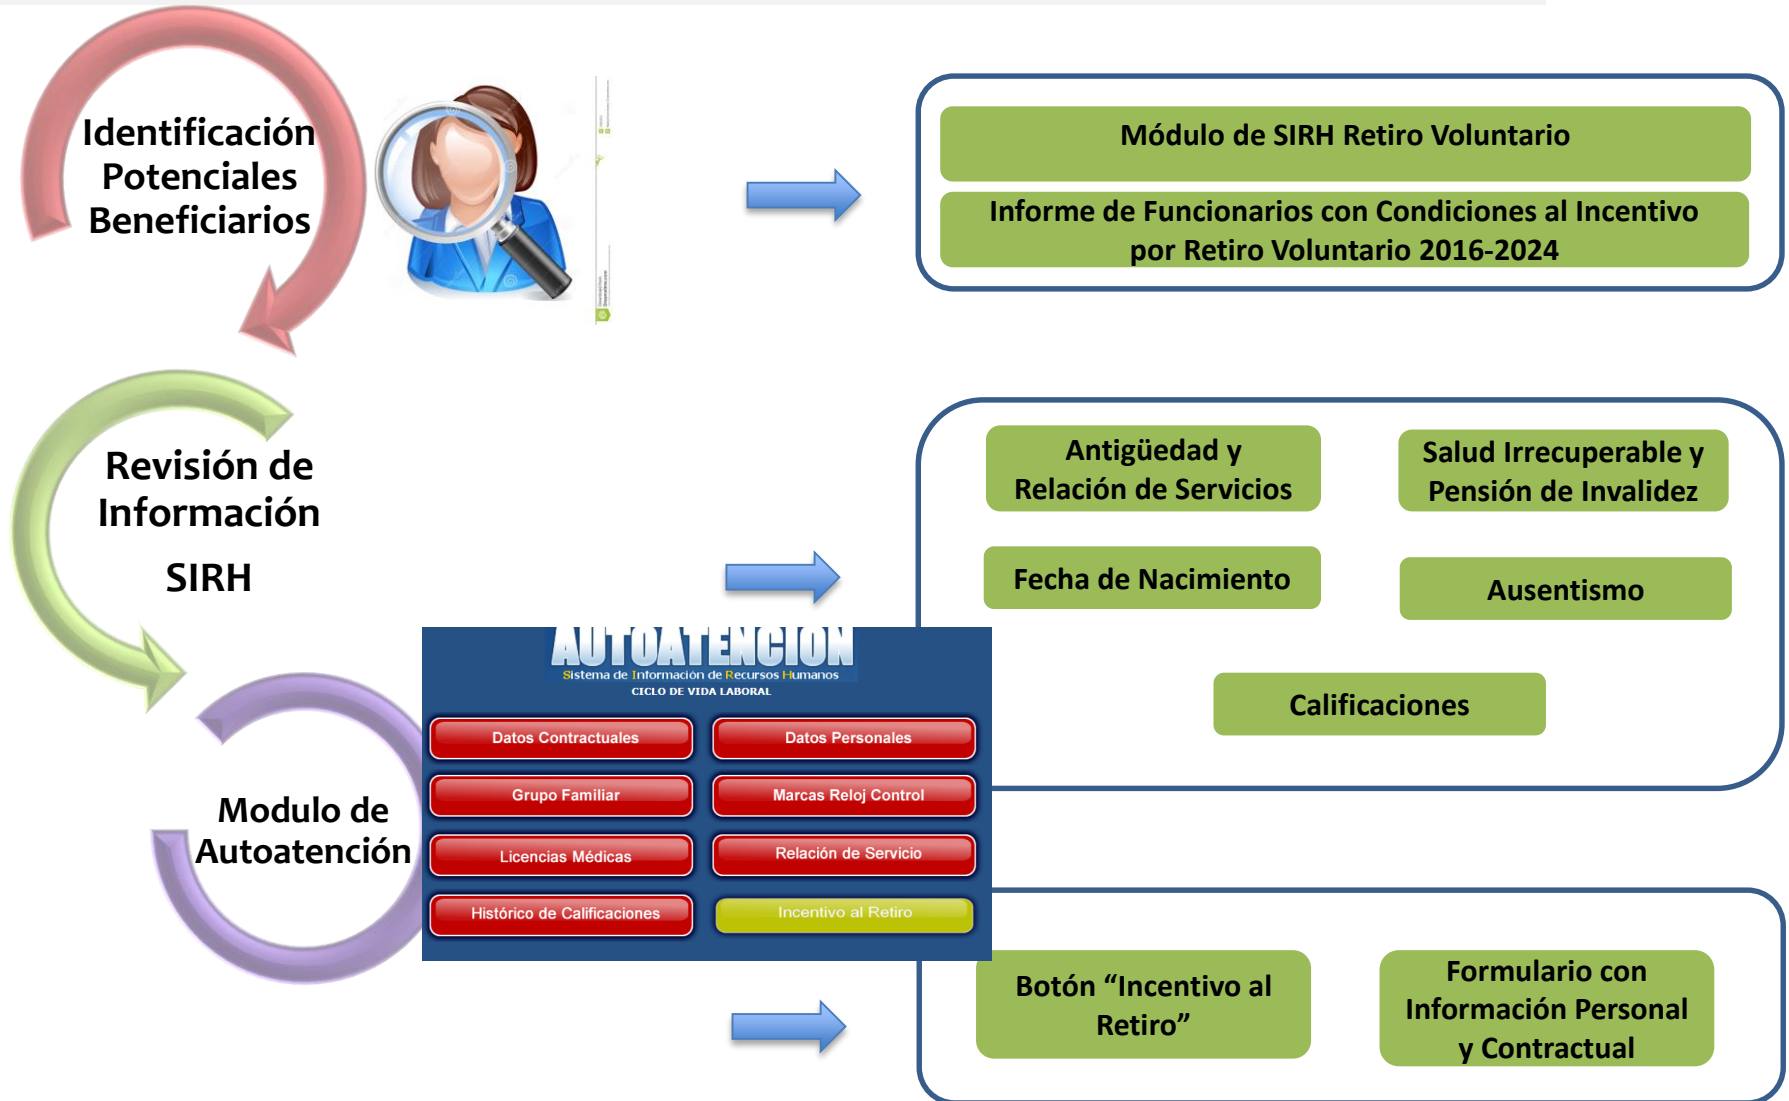 Identificación
Potenciales
Beneficiarios
Módulo de SIRH Retiro Voluntario
Informe de Funcionarios con Condiciones al Incentivo
por Retiro Voluntario 2016-2024
Revisión de
Información
SIRH
Antigüedad y
Relación de Servicios
Salud Irrecuperable y
Pensión de Invalidez
Fecha de Nacimiento
Ausentismo
Calificaciones
Modulo de
Autoatención
AUTOATENCION
Sistema de Información de Recursos Humanos
CICLO DE VIDA LABORAL
Datos Contractuales
Datos Personales
Grupo Familiar
Marcas Reloj Control
Licencias Médicas
Relación de Servicio
Histórico de Calificaciones
Incentivo al Retiro
Botón “Incentivo al
Retiro”
Formulario con
Información Personal
y Contractual